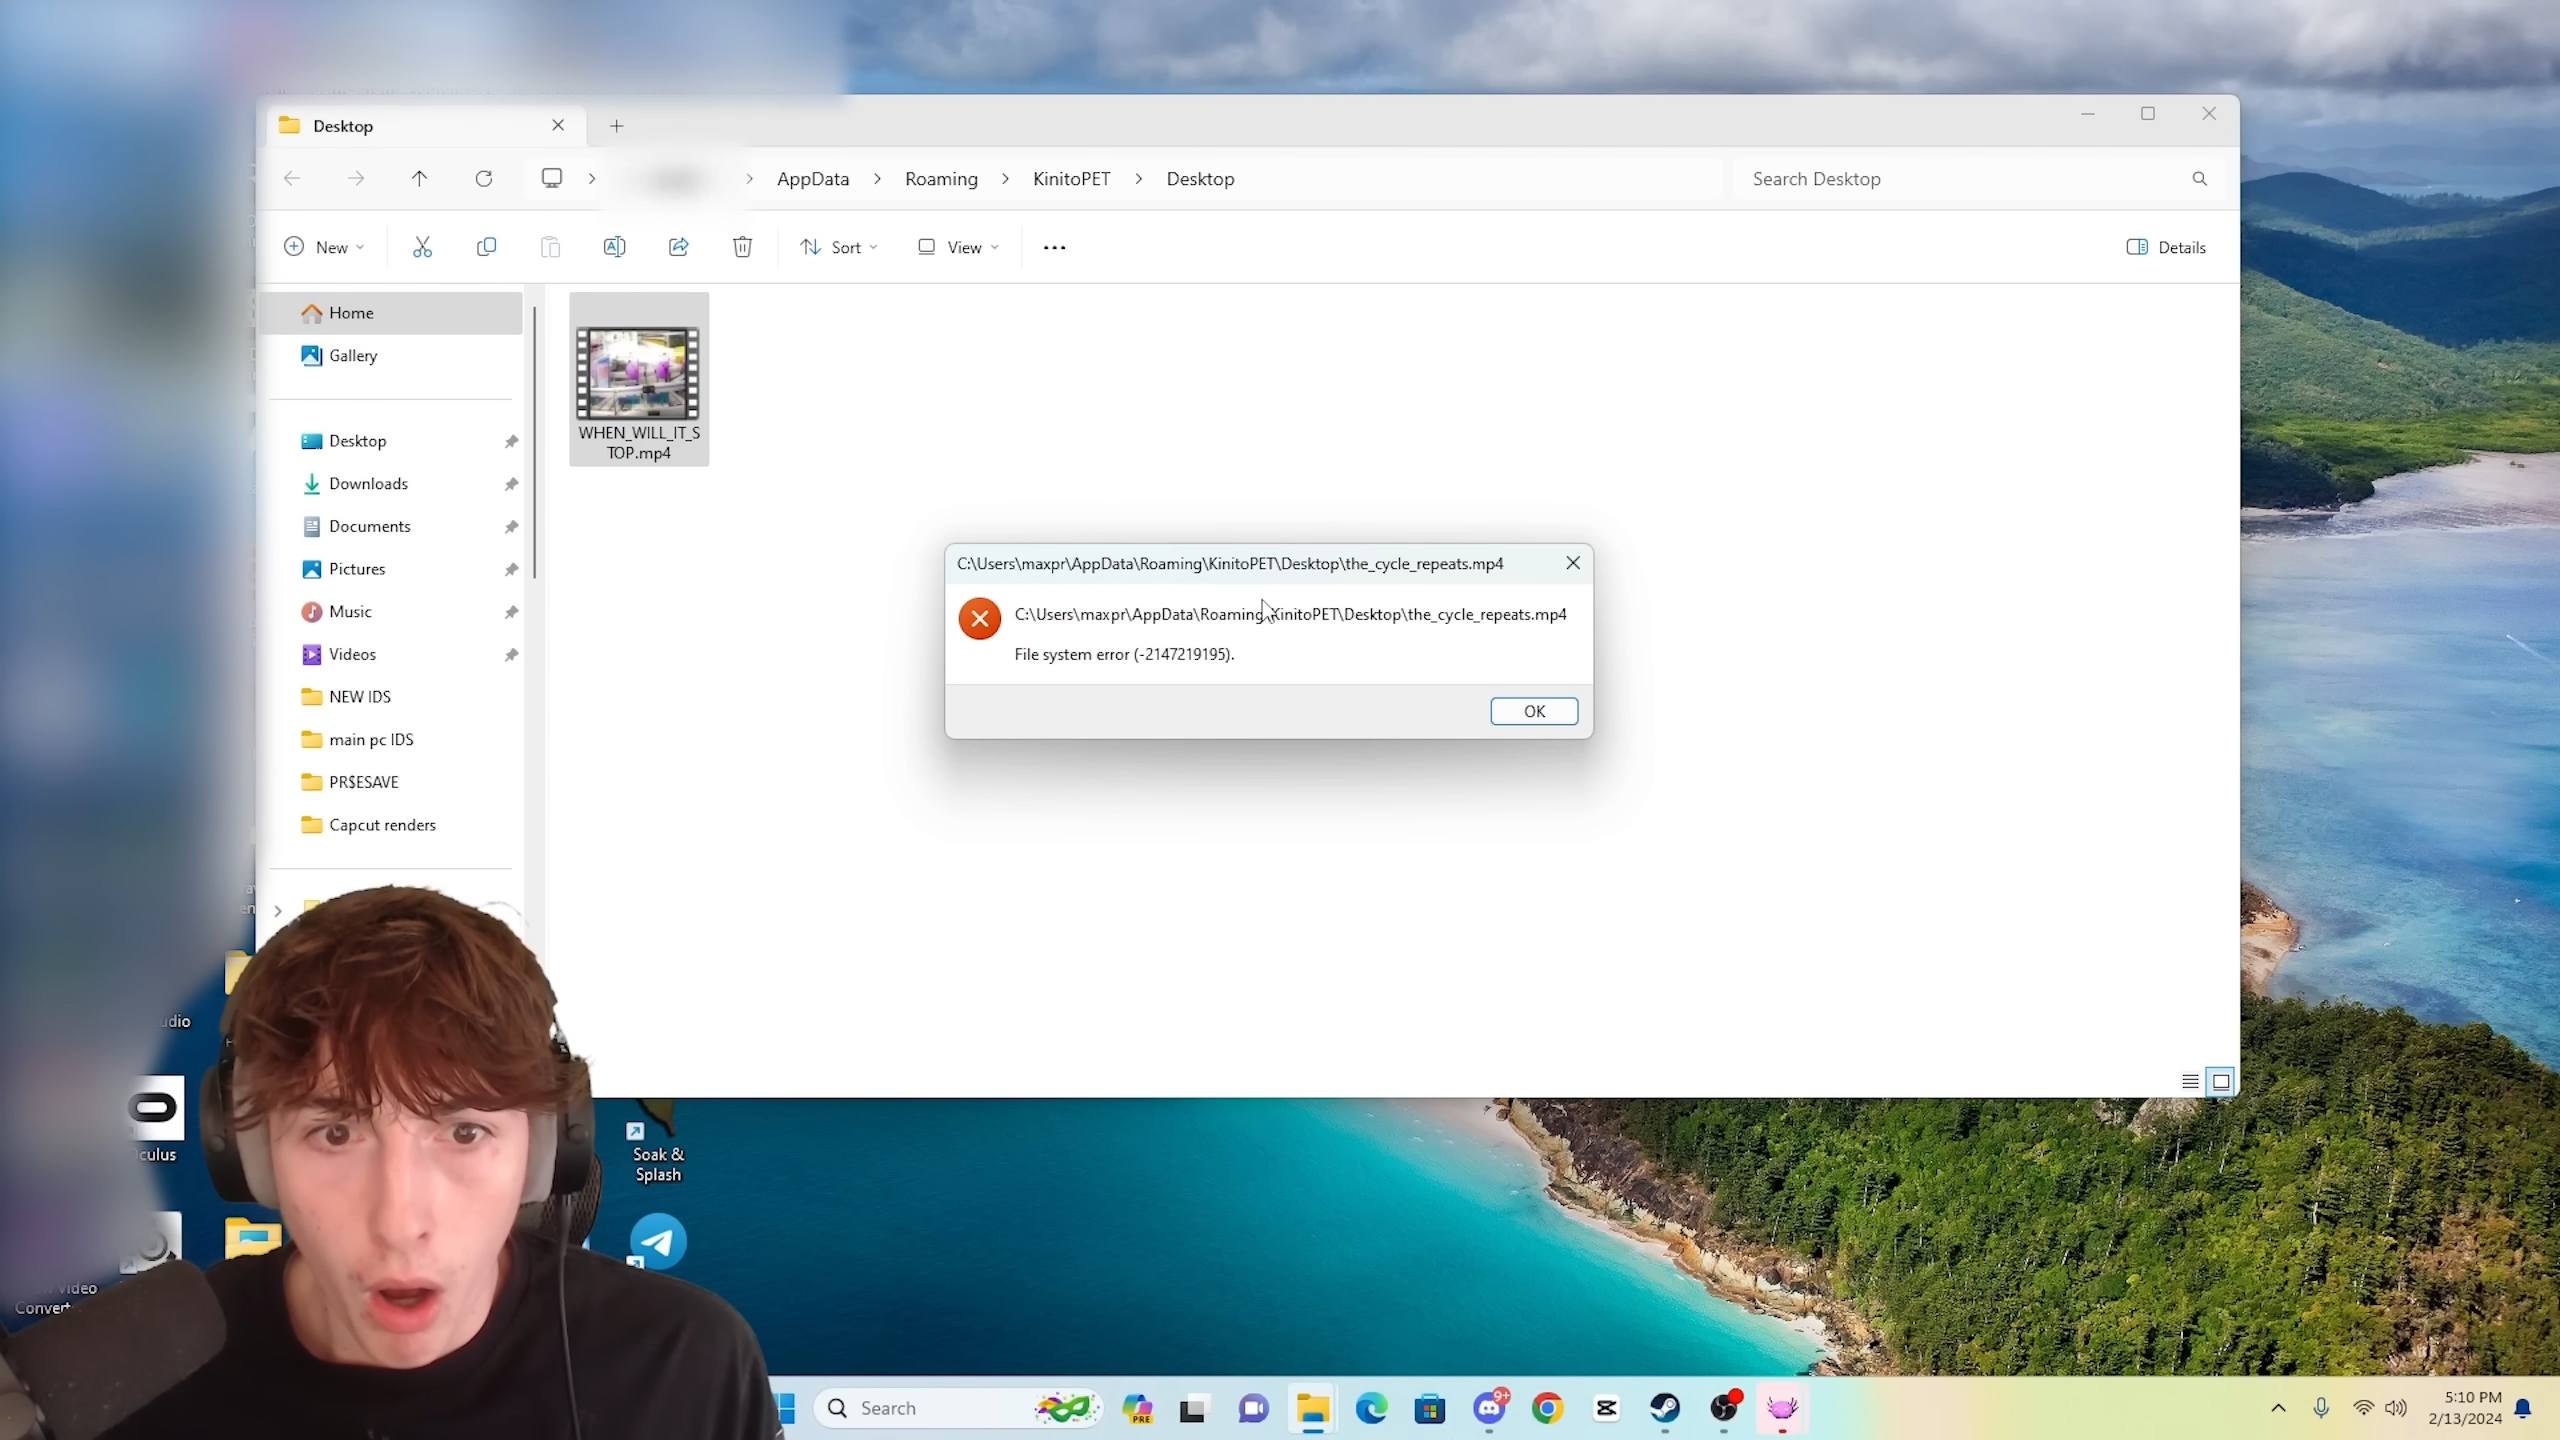 Desktop
AppData > Roaming > KinitoPET > Desktop
Search Desktop
New
Sort
View
Details
Home
Gallery
Desktop
Downloads
Documents
Pictures
Music
Videos
NEW IDS
main pc IDS
PR$ESAVE
Capcut renders
WHEN_WILL_IT_S
TOP.mp4
C:\Users\maxpr\AppData\Roaming\KinitoPET\Desktop\the_cycle_repeats.mp4
C:\Users\maxpr\AppData\Roaming\KinitoPET\Desktop\the_cycle_repeats.mp4
File system error (-2147219195).
OK
Soak &
Splash
Video
Search
PRE
9+
5:10 PM
2/13/2024